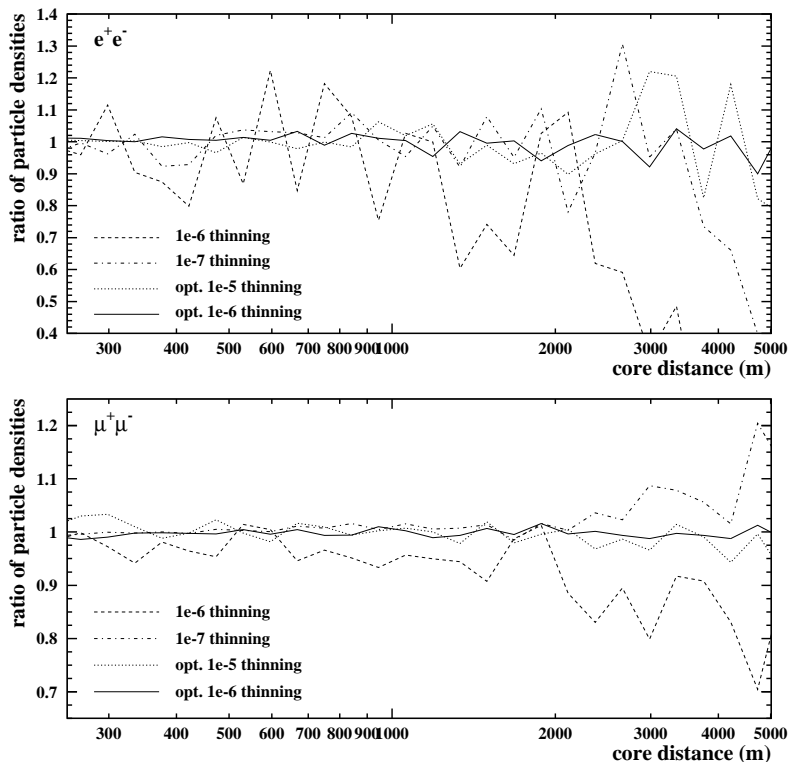 ratio of particle densities
e+e-
1.4
1.3
1.2
1.1
1
0.9
0.8
0.7
0.6
0.5
0.4
1e-6 thinning
1e-7 thinning
opt. 1e-5 thinning
opt. 1e-6 thinning
300 400 500 600 700 800 900 1000 2000 3000 4000 5000
core distance (m)
ratio of particle densities
μ+μ-
1.2
1.1
1
0.9
0.8
0.7
1e-6 thinning
1e-7 thinning
opt. 1e-5 thinning
opt. 1e-6 thinning
300 400 500 600 700 800 900 1000 2000 3000 4000 5000
core distance (m)